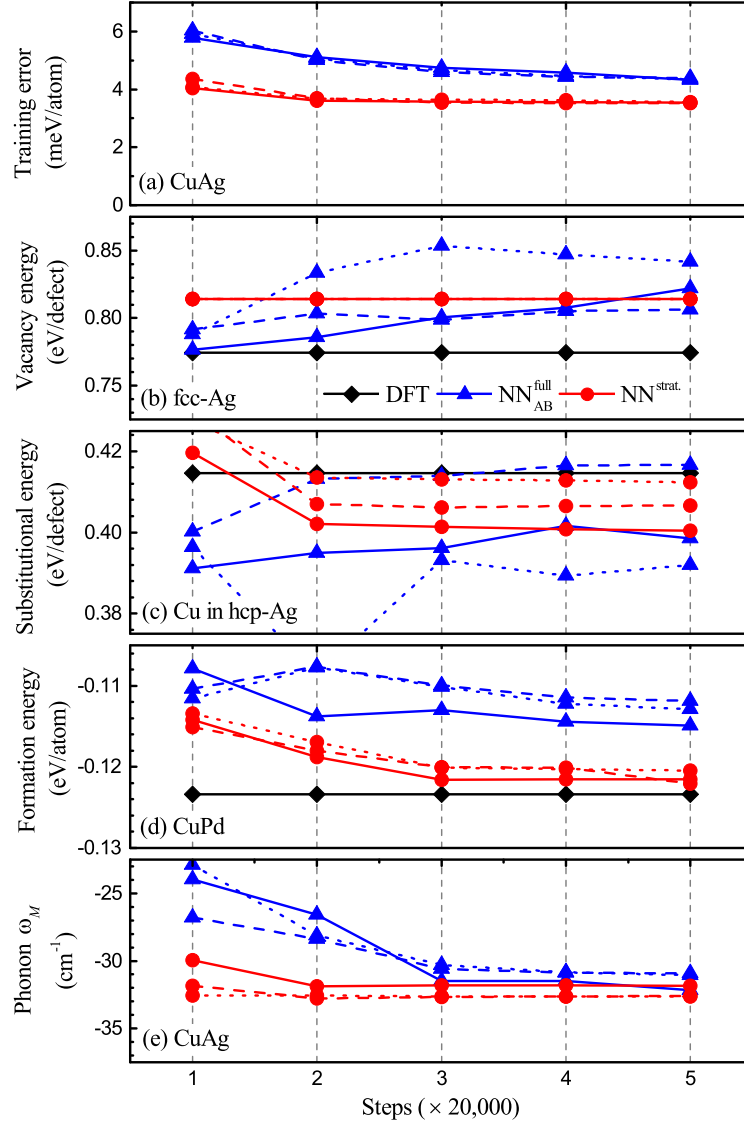 Training error
(meV/atom)
6
4
2
0
(a) CuAg
Vacancy energy
(eV/defect)
0.85
0.80
0.75
(b) fcc-Ag
DFT
NN full AB
NN strat.
Substitutional energy
(eV/defect)
0.42
0.40
0.38
(c) Cu in hcp-Ag
Formation energy
(eV/atom)
-0.11
-0.12
-0.13
(d) CuPd
Phonon ω_M
(cm⁻¹)
-25
-30
-35
(e) CuAg
1 2 3 4 5
Steps ( × 20,000)